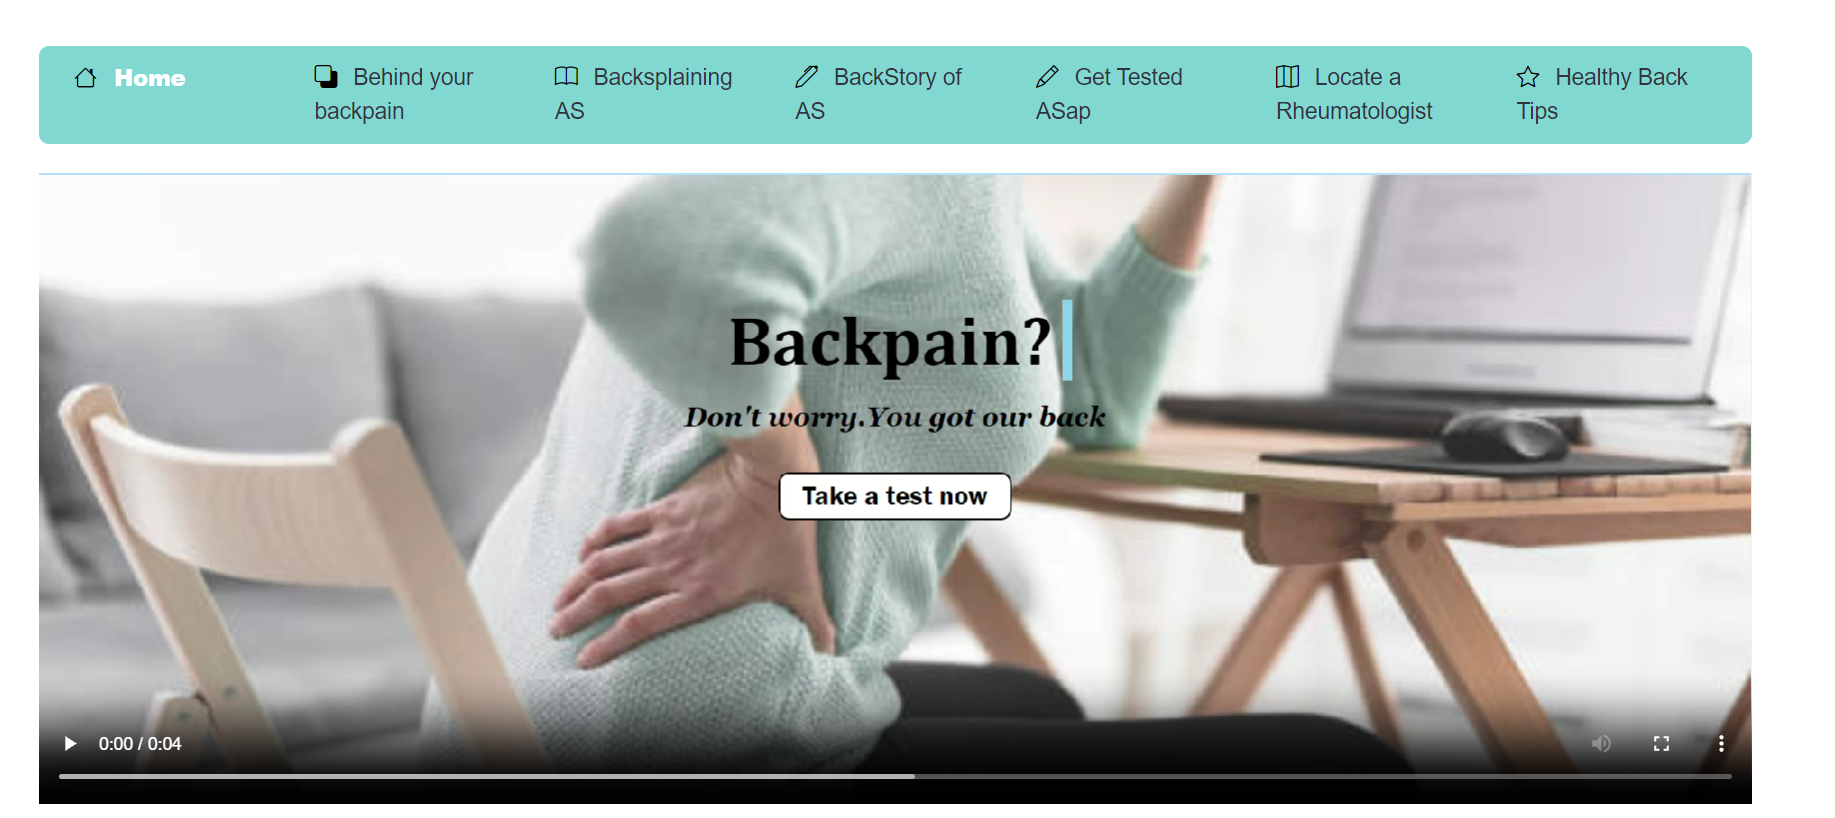 Home
Behind your
backpain
Backsplaining
AS
BackStory of
AS
Get Tested
ASap
Locate a
Rheumatologist
Healthy Back
Tips
Backpain?
Don't worry.You got our back
Take a test now
0:00 / 0:04